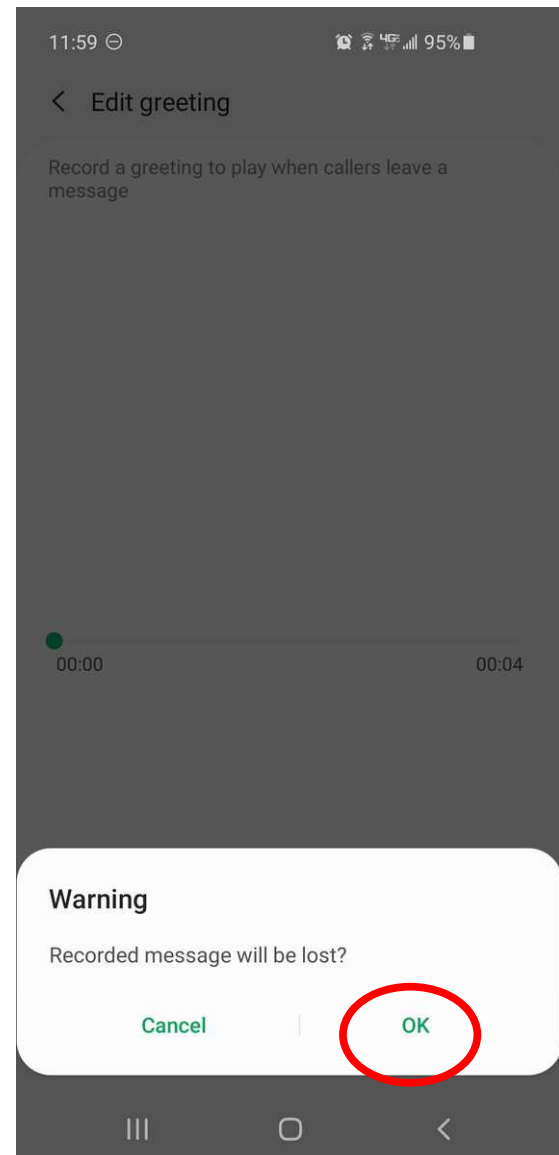 11:59 4GE 95%
Edit greeting
Record a greeting to play when callers leave a
message
00:00 00:04
Warning
Recorded message will be lost?
Cancel OK